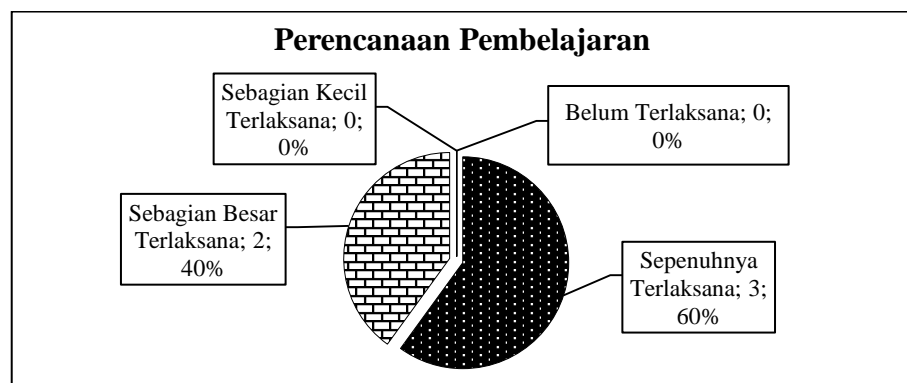 Perencanaan Pembelajaran
Sebagian Kecil
Terlaksana; 0;
0%
Belum Terlaksana; 0;
0%
Sebagian Besar
Terlaksana; 2;
40%
Sepenuhnya
Terlaksana; 3;
60%